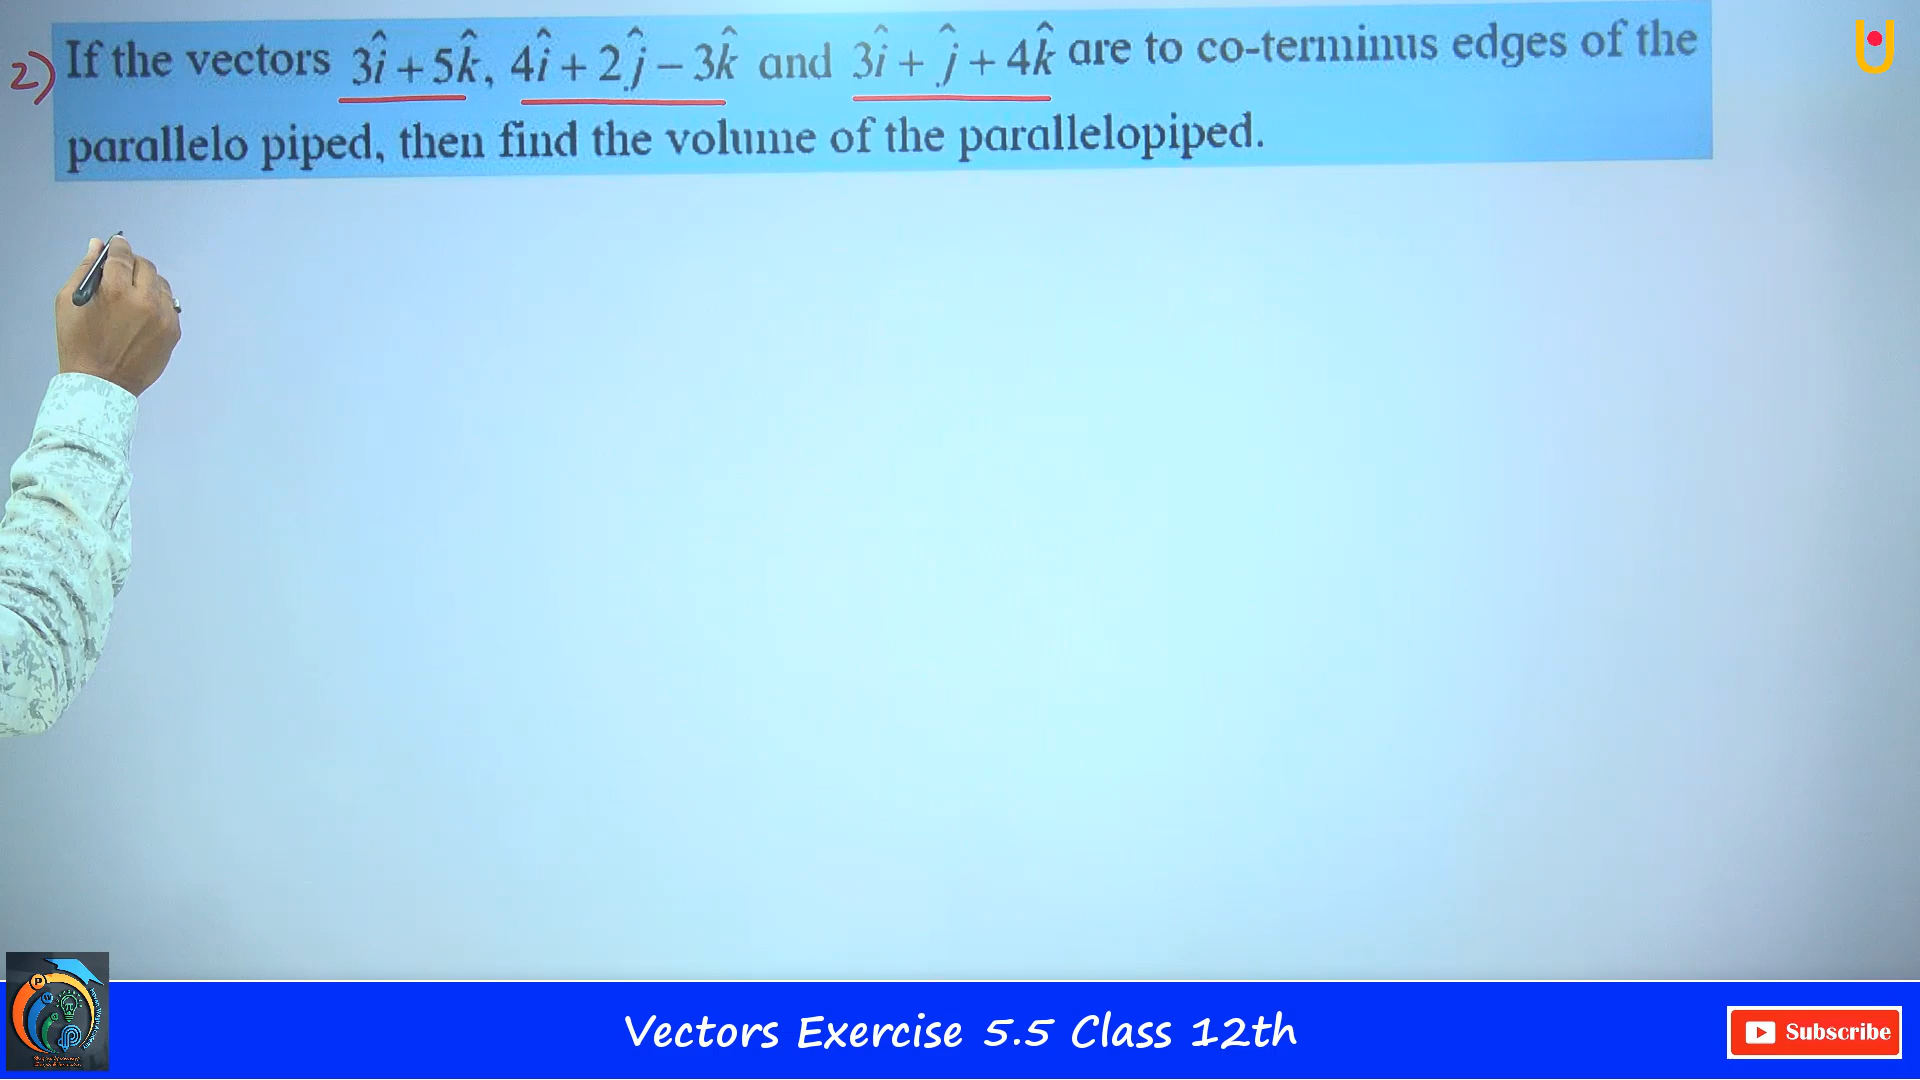 2) If the vectors 3î + 5k̂, 4î + 2ĵ − 3k̂ and 3î + ĵ + 4k̂ are to co-terminus edges of the
parallelo piped, then find the volume of the parallelopiped.
Vectors Exercise 5.5 Class 12th
Subscribe